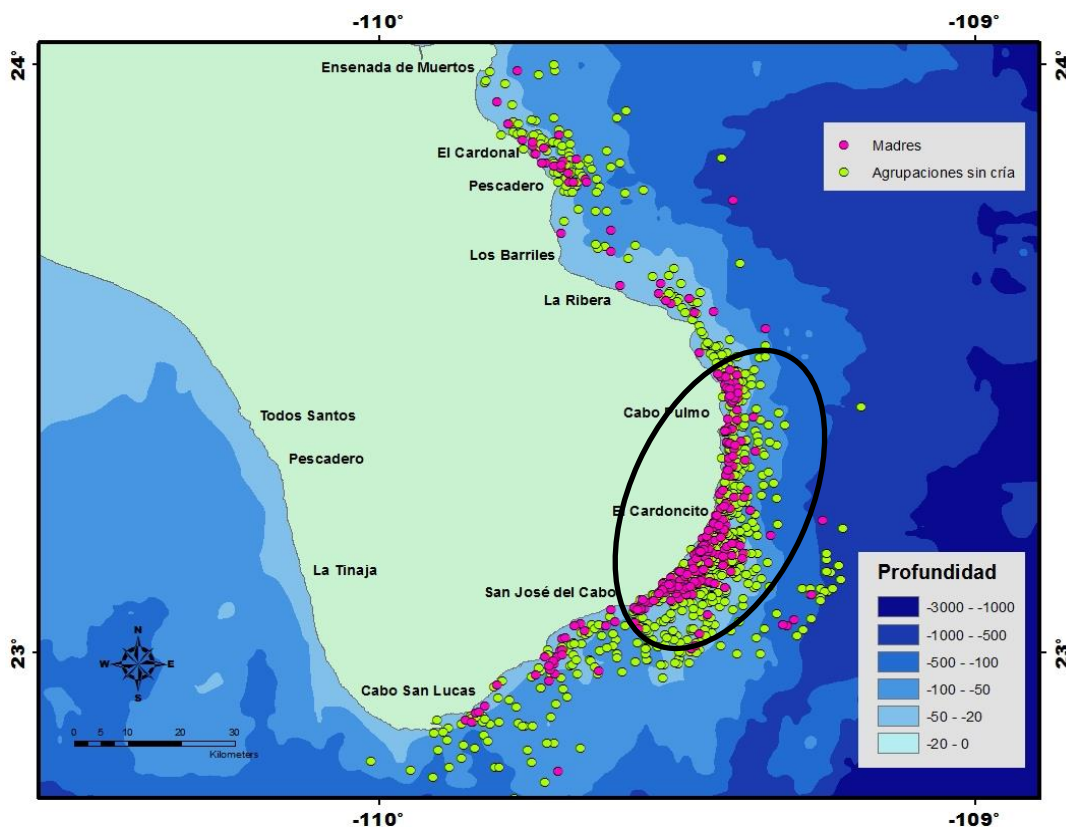 -110°
-109°
24°
24°
Ensenada de Muertos
Madres
Agrupaciones sin cría
El Cardonal
Pescadero
Los Barriles
La Ribera
Cabo Pulmo
Todos Santos
Pescadero
El Cardoncito
La Tinaja
San José del Cabo
Profundidad
-3000 - -1000
-1000 - -500
-500 - -100
-100 - -50
-50 - -20
-20 - 0
N
W
E
S
23°
23°
Cabo San Lucas
0 5 10 20 30
Kilometers
-110°
-109°